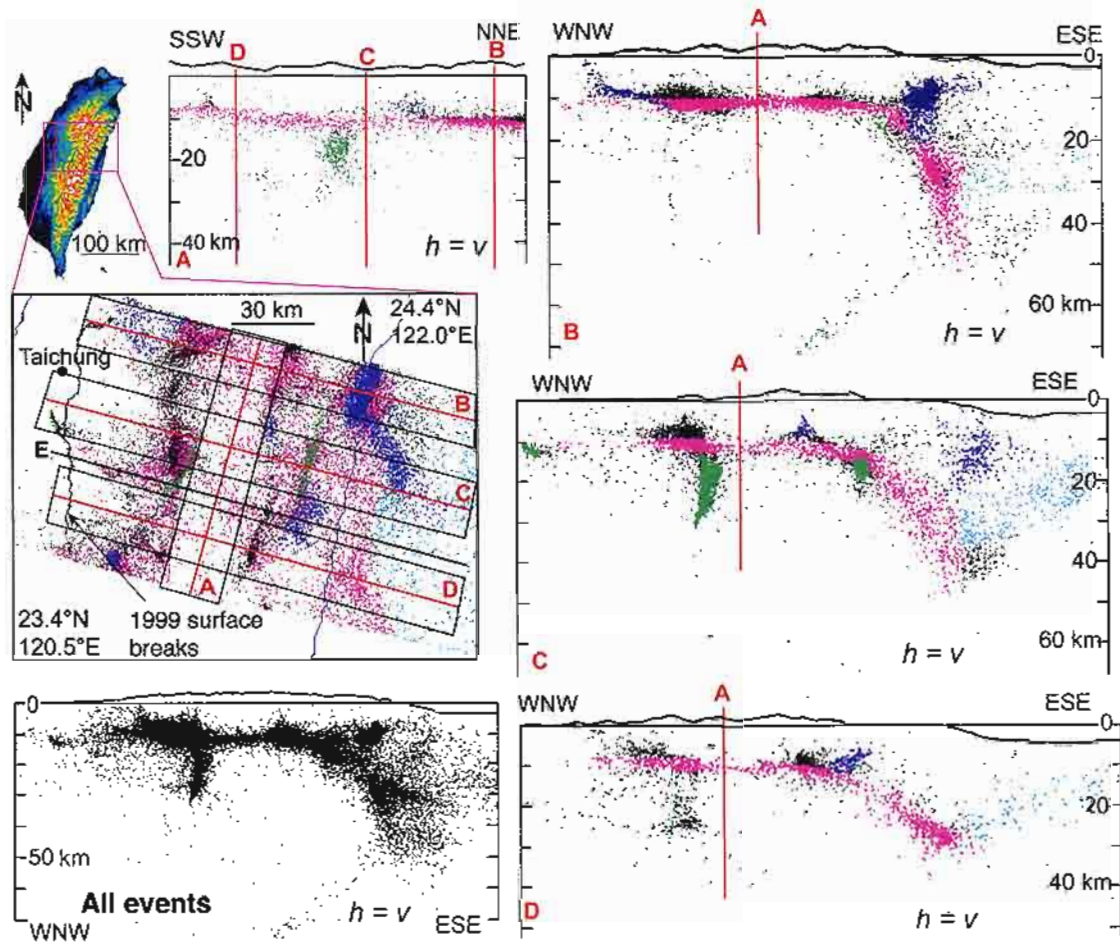 SSW
NNE
D
C
B
N
100 km
20
40 km
A
h = v
A
WNW
ESE
0
20
40
60 km
B
h = v
30 km
N
24.4°N
122.0°E
Taichung
B
E
C
A
D
23.4°N
120.5°E
1999 surface
breaks
A
WNW
ESE
0
20
40
60 km
C
h = v
0
50 km
All events
h = v
WNW
ESE
A
WNW
ESE
0
20
40 km
D
h = v